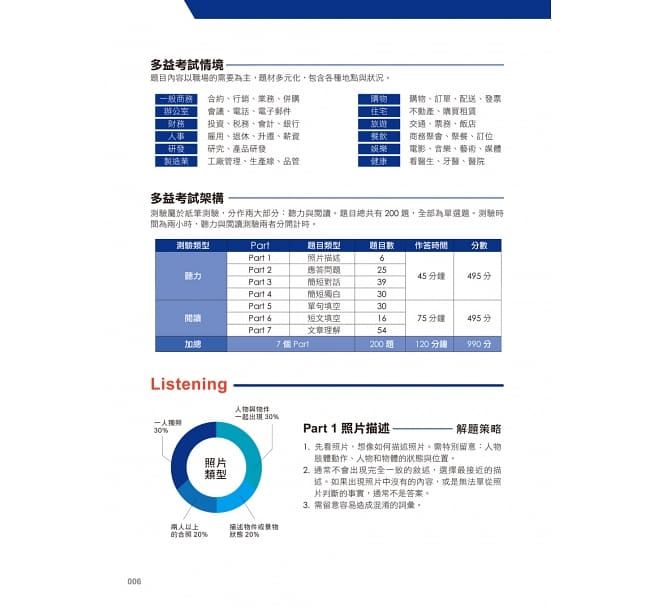 多益考試情境
題目內容以職場的需要為主，題材多元化，包含各種地點與狀況。
一般商務 合約、行銷、業務、併購
辦公室 會議、電話、電子郵件
財務 投資、稅務、會計、銀行
人事 雇用、退休、升遷、薪資
研發 研究、產品研發
製造業 工廠管理、生產線、品管
購物 購物、訂單、配送、發票
住宅 不動產、購買租賃
旅遊 交通、票務、飯店
餐飲 商務聚會、聚餐、訂位
娛樂 電影、音樂、藝術、媒體
健康 看醫生、牙醫、醫院
多益考試架構
測驗屬於紙筆測驗，分作兩大部分：聽力與閱讀。題目總共有 200 題，全部為單選題。測驗時
間為兩小時，聽力與閱讀測驗兩者分開計時。
測驗類型 Part 題目類型 題目數 作答時間 分數
聽力 45 分鐘 495 分
Part 1 照片描述 6
Part 2 應答問題 25
Part 3 簡短對話 39
Part 4 簡短獨白 30
閱讀 75 分鐘 495 分
Part 5 單句填空 30
Part 6 短文填空 16
Part 7 文章理解 54
加總 7 個 Part 200 題 120 分鐘 990 分
Listening
一人獨照
30%
人物與物件
一起出現 30%
照片
類型
兩人以上
的合照 20%
描述物件或景物
狀態 20%
Part 1 照片描述 解題策略
1. 先看照片，想像如何描述照片。需特別留意：人物
肢體動作、人物和物體的狀態與位置。
2. 通常不會出現完全一致的敘述，選擇最接近的描
述。如果出現照片中沒有的內容，或是無法單從照
片判斷的事實，通常不是答案。
3. 需留意容易造成混淆的詞彙。
006